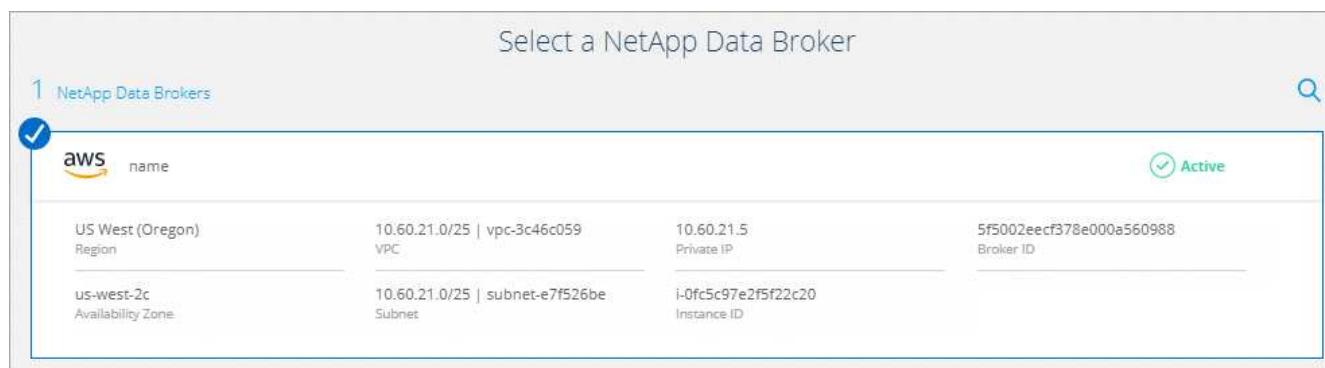 Select a NetApp Data Broker
1 NetApp Data Brokers
aws name Active
US West (Oregon) 10.60.21.0/25 | vpc-3c46c059 10.60.21.5 5f5002eecf378e000a560988
Region VPC Private IP Broker ID
us-west-2c 10.60.21.0/25 | subnet-e7f526be i-0fc5c97e2f5f22c20
Availability Zone Subnet Instance ID